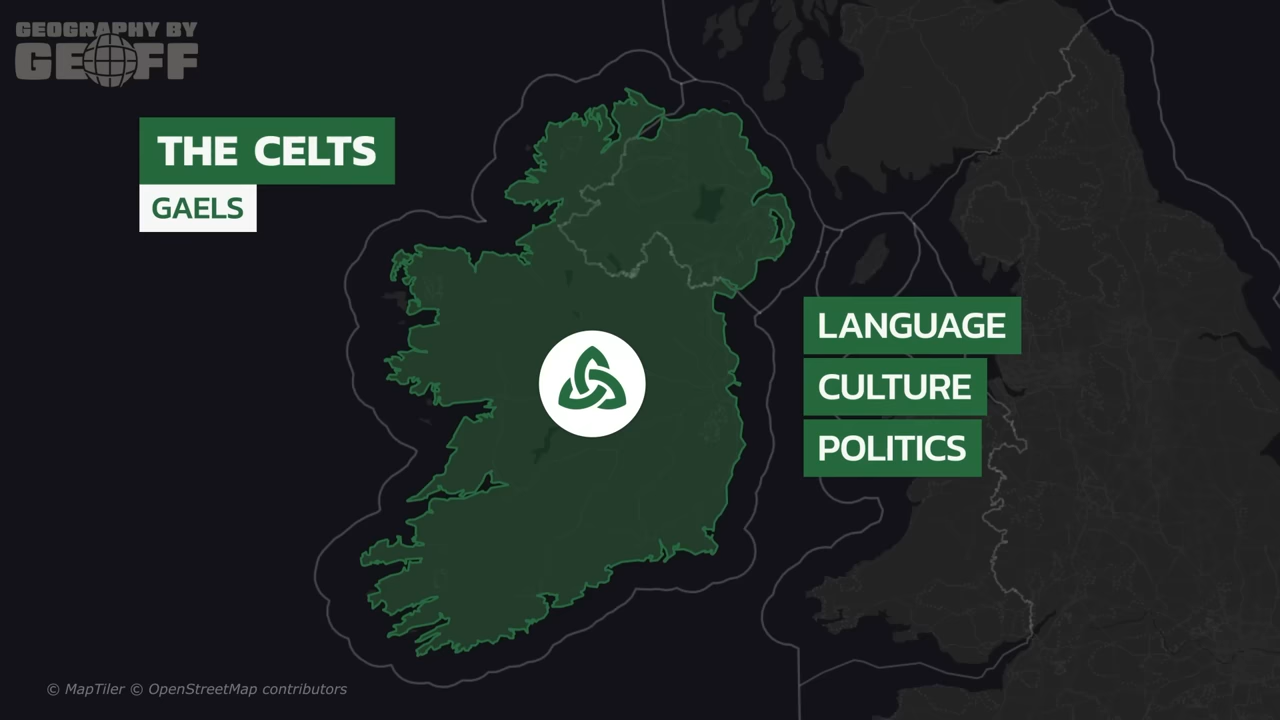 GEOGRAPHY BY
GEOFF
THE CELTS
GAELS
LANGUAGE
CULTURE
POLITICS
© MapTiler © OpenStreetMap contributors